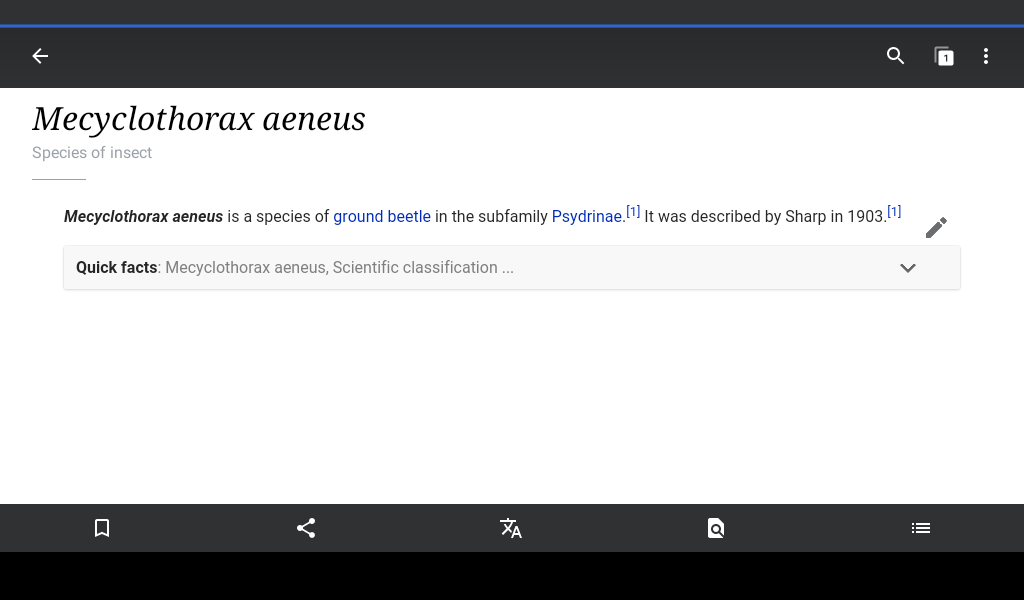 1
Mecyclothorax aeneus
Species of insect
Mecyclothorax aeneus is a species of ground beetle in the subfamily Psydrinae.[1] It was described by Sharp in 1903.[1]
Quick facts: Mecyclothorax aeneus, Scientific classification ...